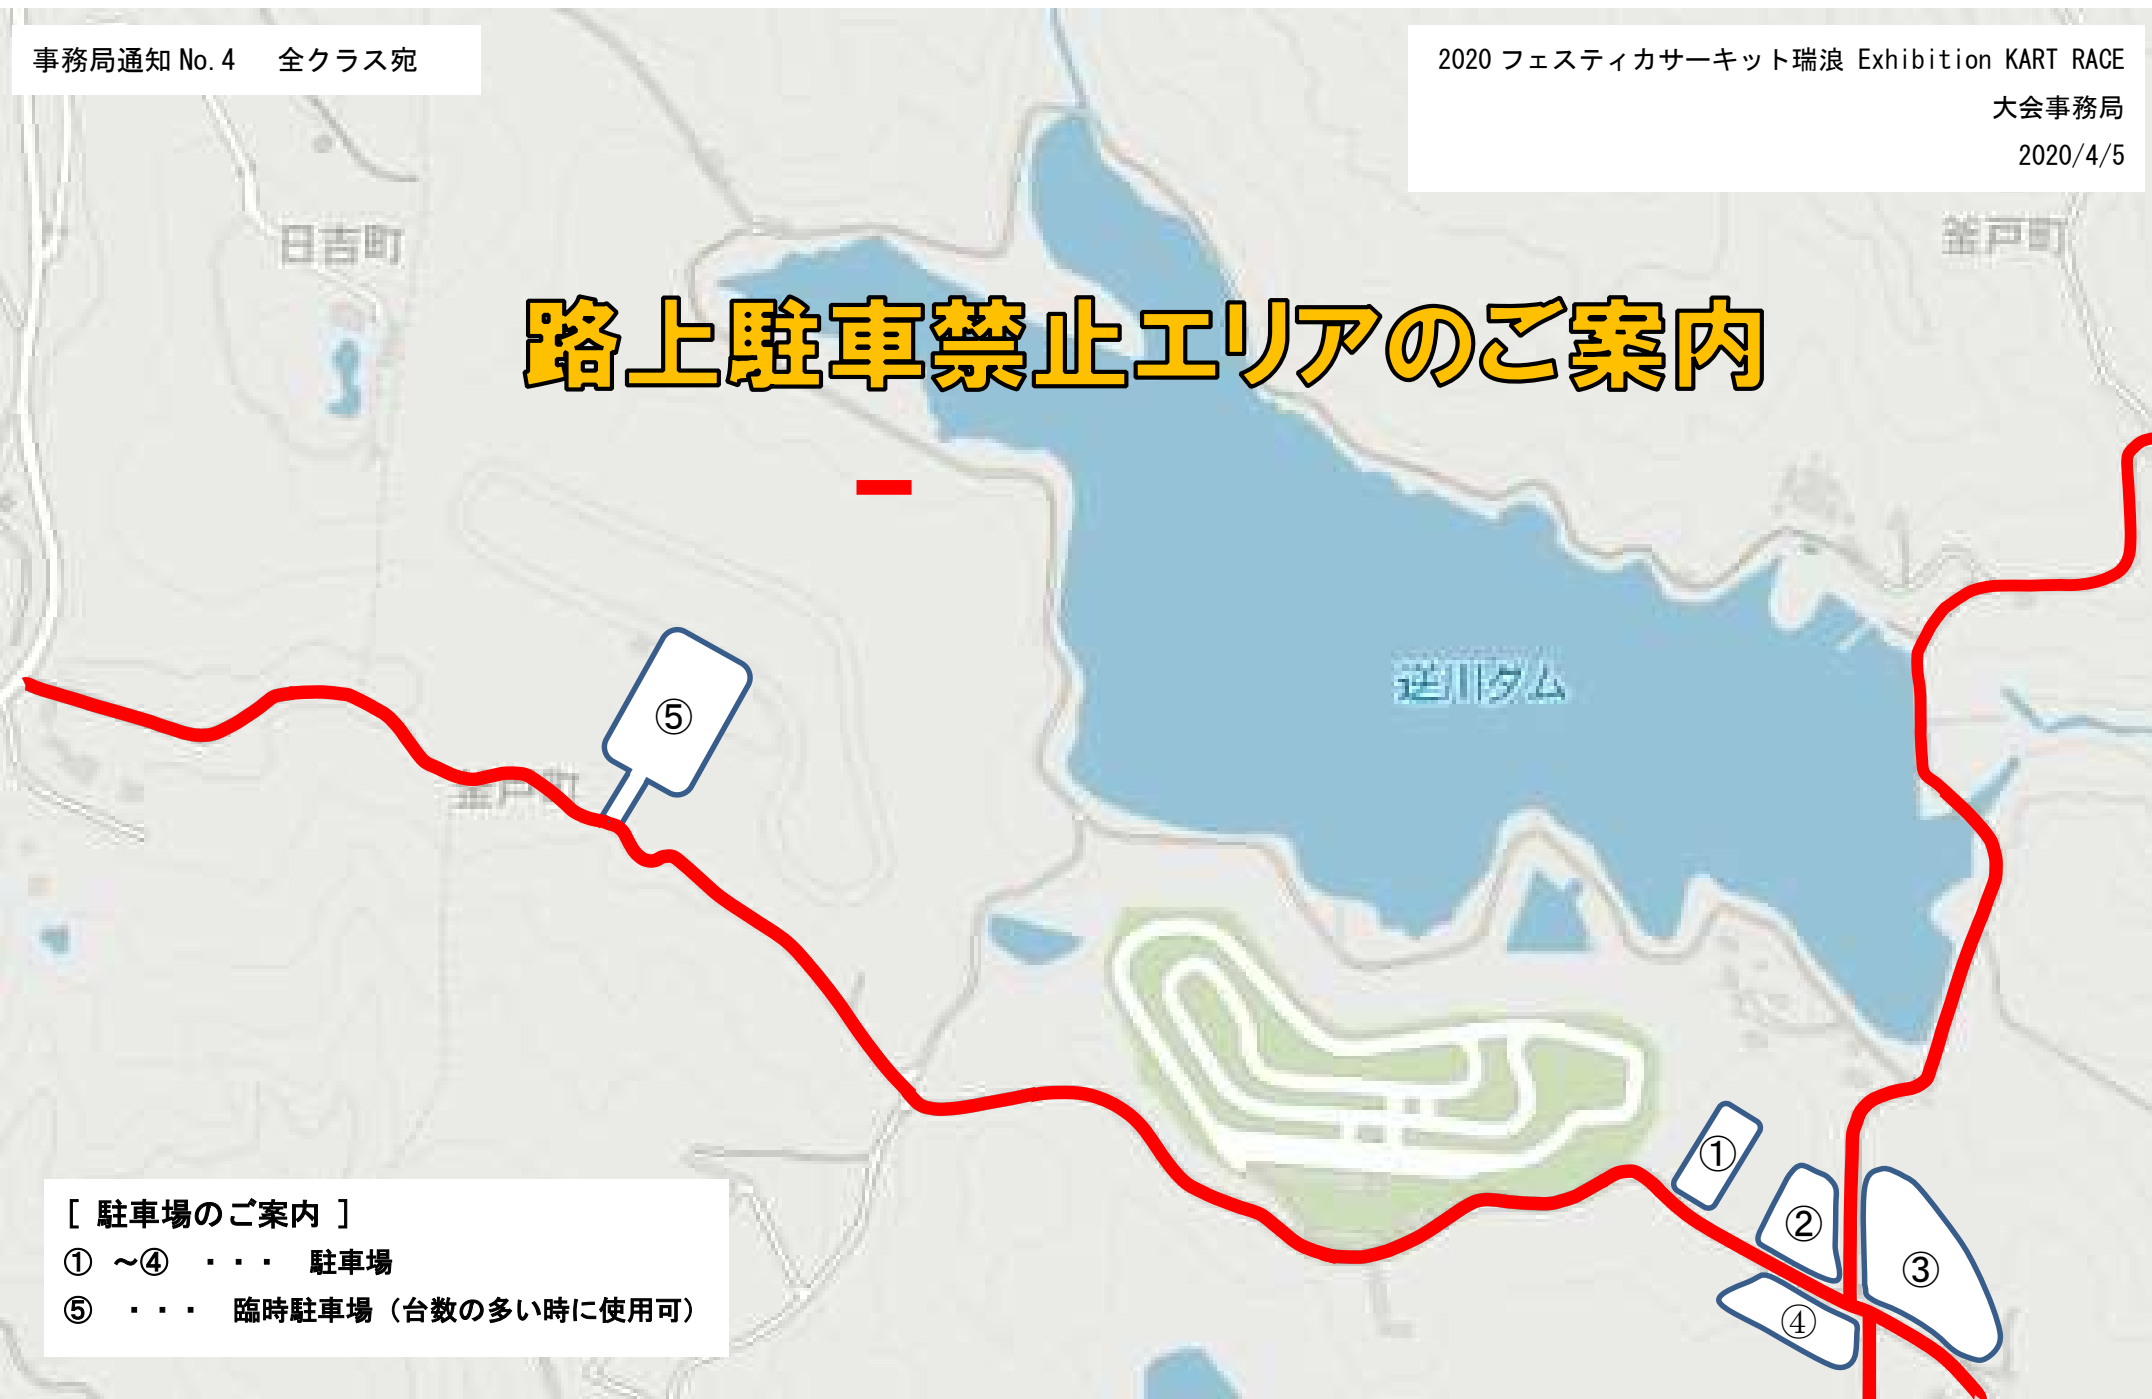 事務局通知 No.4　全クラス宛
2020 フェスティカサーキット瑞浪 Exhibition KART RACE
大会事務局
2020/4/5
日吉町
釜戸町
路上駐車禁止エリアのご案内
逆川ダム
⑤
釜戸町
①
②
③
④
[ 駐車場のご案内 ]
① ～④ ・・・ 駐車場
⑤ ・・・ 臨時駐車場（台数の多い時に使用可）